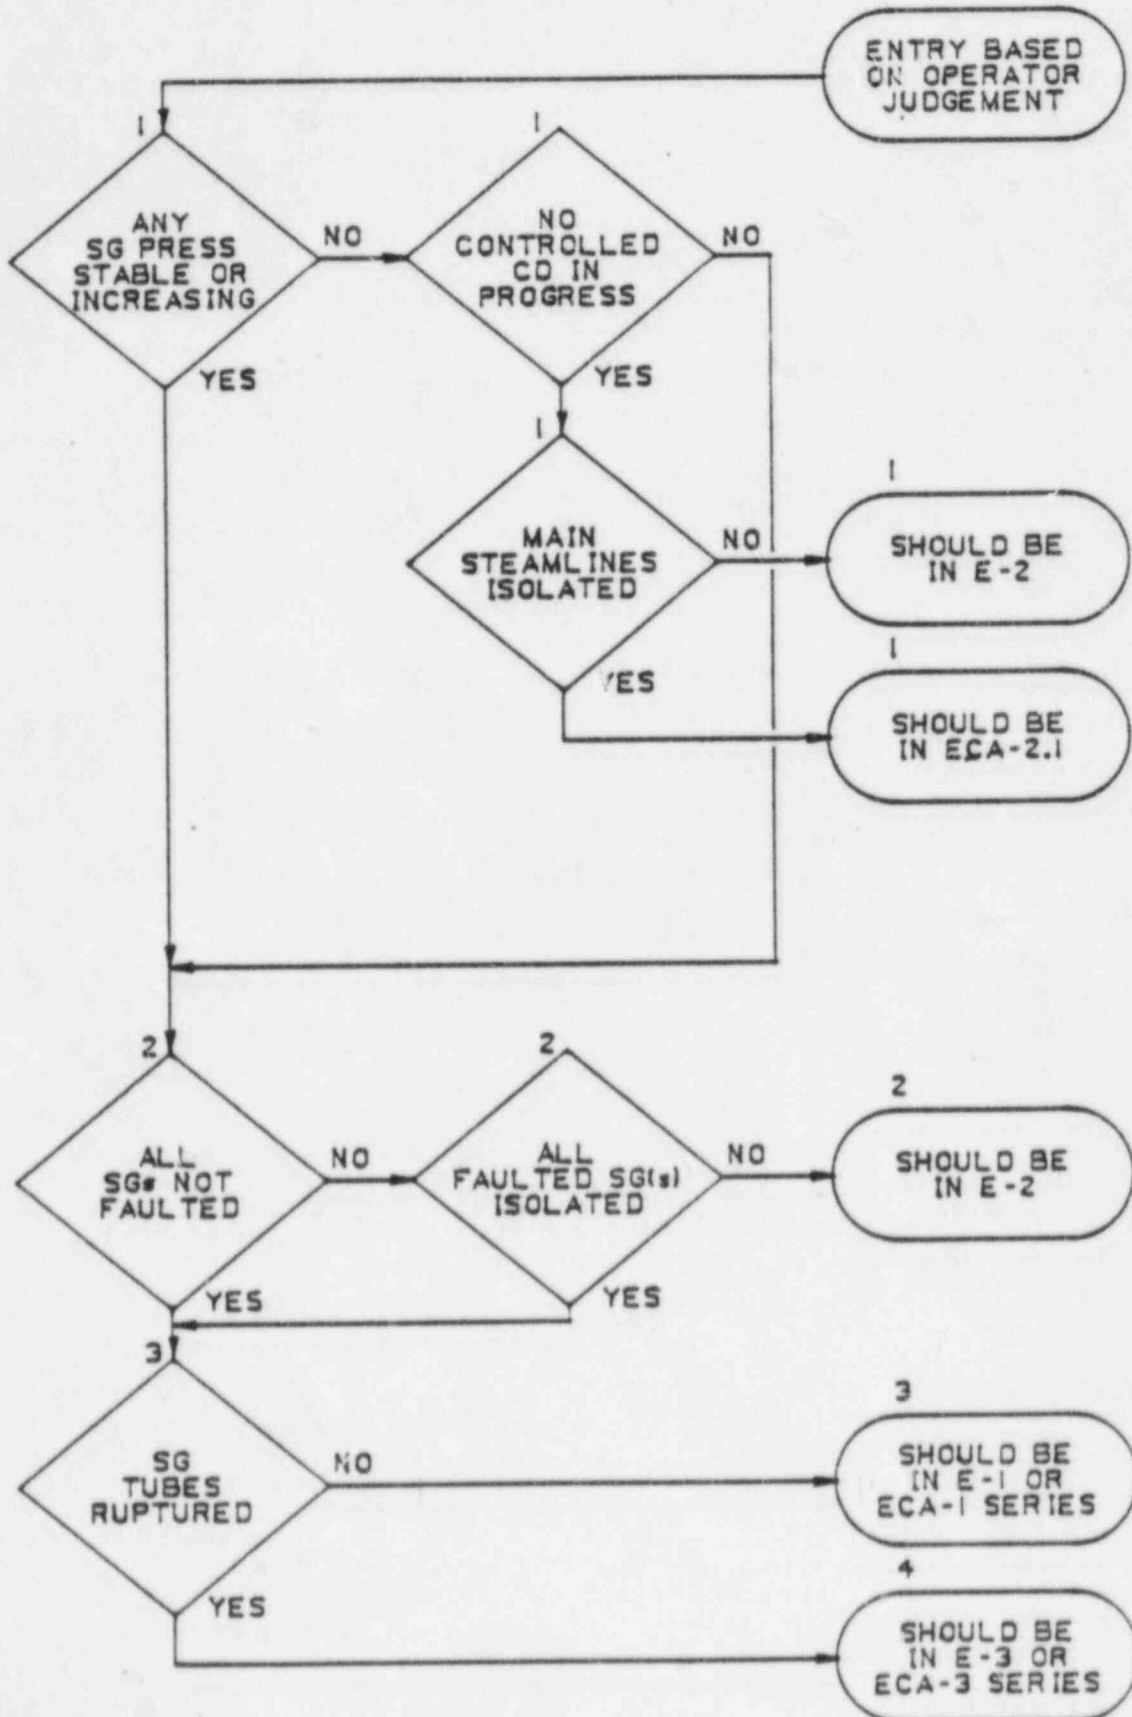 ENTRY BASED
ON OPERATOR
JUDGEMENT
1
ANY
SG PRESS
STABLE OR
INCREASING
NO
YES
1
NO
CONTROLLED
CD IN
PROGRESS
NO
YES
1
MAIN
STEAMLINES
ISOLATED
NO
YES
1
SHOULD BE
IN E-2
1
SHOULD BE
IN ECA-2.1
2
ALL
SGs NOT
FAULTED
NO
YES
2
ALL
FAULTED SG(s)
ISOLATED
NO
YES
2
SHOULD BE
IN E-2
3
SG
TUBES
RUPTURED
NO
YES
3
SHOULD BE
IN E-1 OR
ECA-1 SERIES
4
SHOULD BE
IN E-3 OR
ECA-3 SERIES